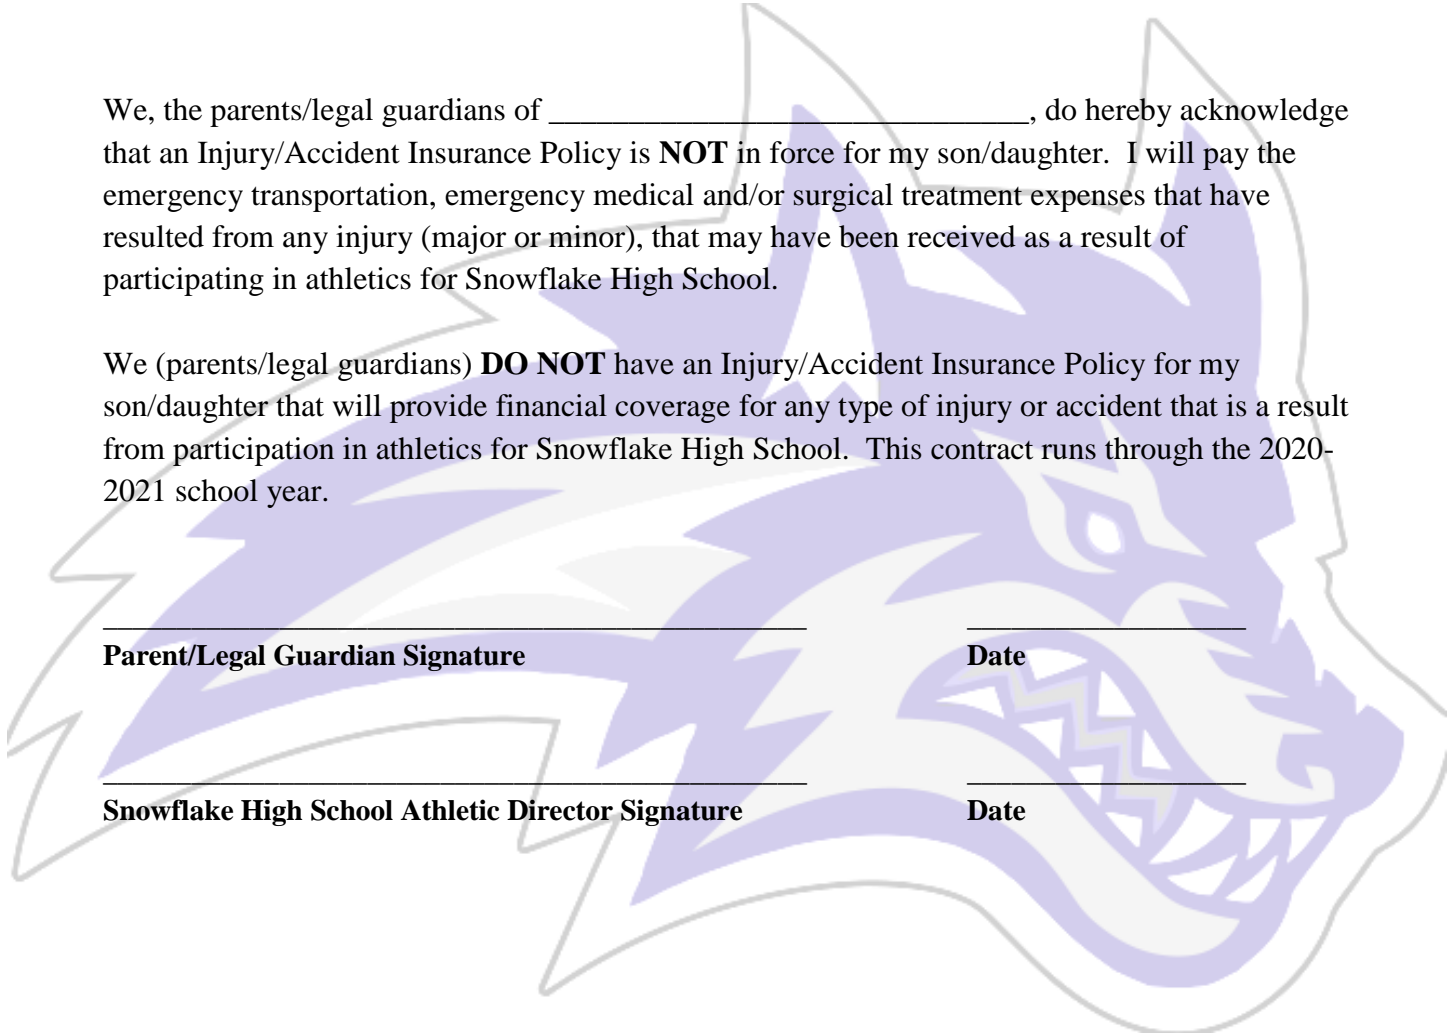 We, the parents/legal guardians of ________________________________, do hereby acknowledge
that an Injury/Accident Insurance Policy is NOT in force for my son/daughter.  I will pay the
emergency transportation, emergency medical and/or surgical treatment expenses that have
resulted from any injury (major or minor), that may have been received as a result of
participating in athletics for Snowflake High School.
We (parents/legal guardians) DO NOT have an Injury/Accident Insurance Policy for my
son/daughter that will provide financial coverage for any type of injury or accident that is a result
from participation in athletics for Snowflake High School.  This contract runs through the 2020-
2021 school year.
_______________________________________________ ___________________
Parent/Legal Guardian Signature Date
_______________________________________________ ___________________
Snowflake High School Athletic Director Signature Date